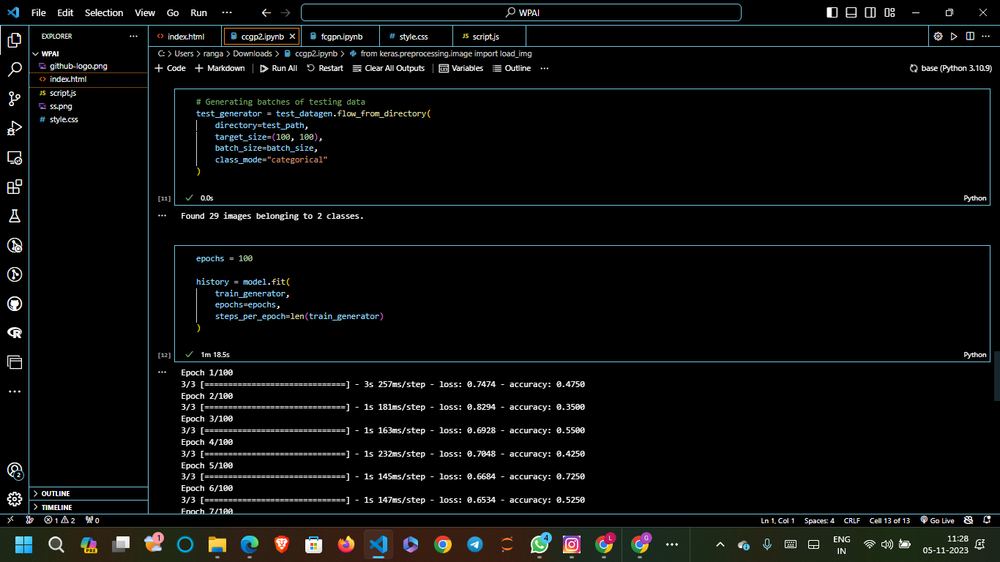 File Edit Selection View Go Run ··· WPAI
EXPLORER ···
WPAI
github-logo.png
index.html
script.js
ss.png
style.css
OUTLINE
TIMELINE
index.html ccgp2.ipynb fcgpn.ipynb style.css script.js
C: > Users > ranga > Downloads > ccgp2.ipynb > from keras.preprocessing.image import load_img
+ Code + Markdown Run All Restart Clear All Outputs Variables Outline ··· base (Python 3.10.9)
# Generating batches of testing data
test_generator = test_datagen.flow_from_directory(
directory=test_path,
target_size=(100, 100),
batch_size=batch_size,
class_mode="categorical"
)
[11] 0.0s Python
Found 29 images belonging to 2 classes.
epochs = 100
history = model.fit(
train_generator,
epochs=epochs,
steps_per_epoch=len(train_generator)
)
[12] 1m 18.5s Python
Epoch 1/100
3/3 [==============================] - 3s 257ms/step - loss: 0.7474 - accuracy: 0.4750
Epoch 2/100
3/3 [==============================] - 1s 181ms/step - loss: 0.8294 - accuracy: 0.3500
Epoch 3/100
3/3 [==============================] - 1s 163ms/step - loss: 0.6928 - accuracy: 0.5500
Epoch 4/100
3/3 [==============================] - 1s 232ms/step - loss: 0.7048 - accuracy: 0.4250
Epoch 5/100
3/3 [==============================] - 1s 145ms/step - loss: 0.6684 - accuracy: 0.7250
Epoch 6/100
3/3 [==============================] - 1s 147ms/step - loss: 0.6534 - accuracy: 0.5250
Epoch 7/100
2
1 2 0 Ln 1, Col 1 Spaces: 4 CRLF Cell 13 of 13 Go Live
PRE 1 4 L G ENG
IN
11:28
05-11-2023